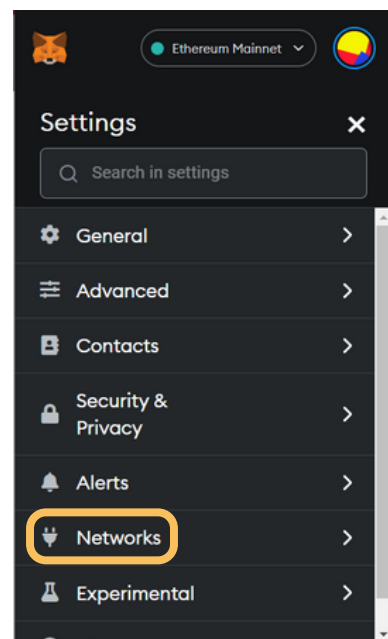 Ethereum Mainnet
Settings
Search in settings
General
Advanced
Contacts
Security &
Privacy
Alerts
Networks
Experimental